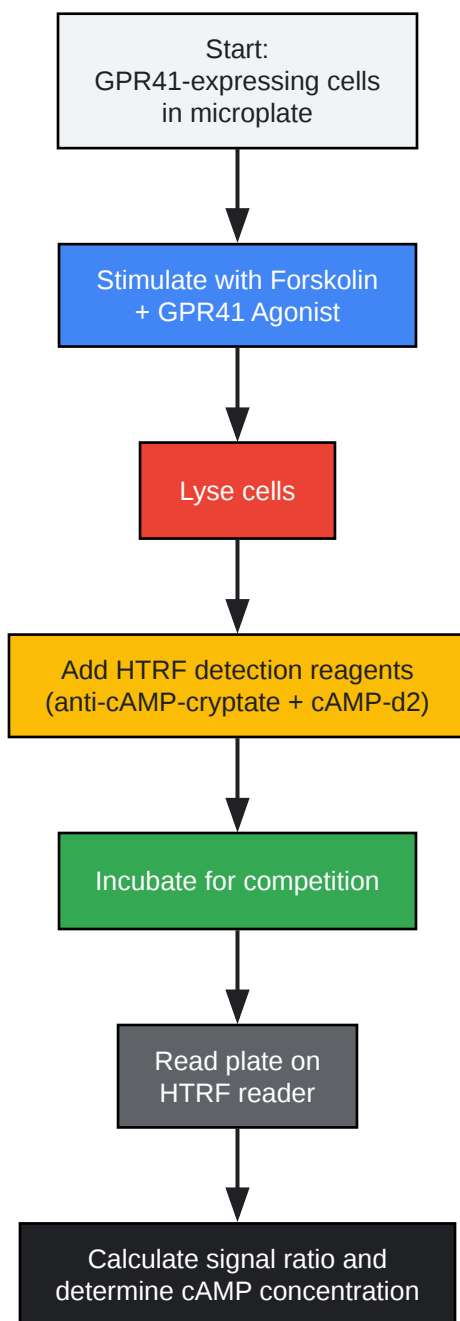 Start:
GPR41-expressing cells
in microplate
Stimulate with Forskolin
+ GPR41 Agonist
Lyse cells
Add HTRF detection reagents
(anti-cAMP-cryptate + cAMP-d2)
Incubate for competition
Read plate on
HTRF reader
Calculate signal ratio and
determine cAMP concentration